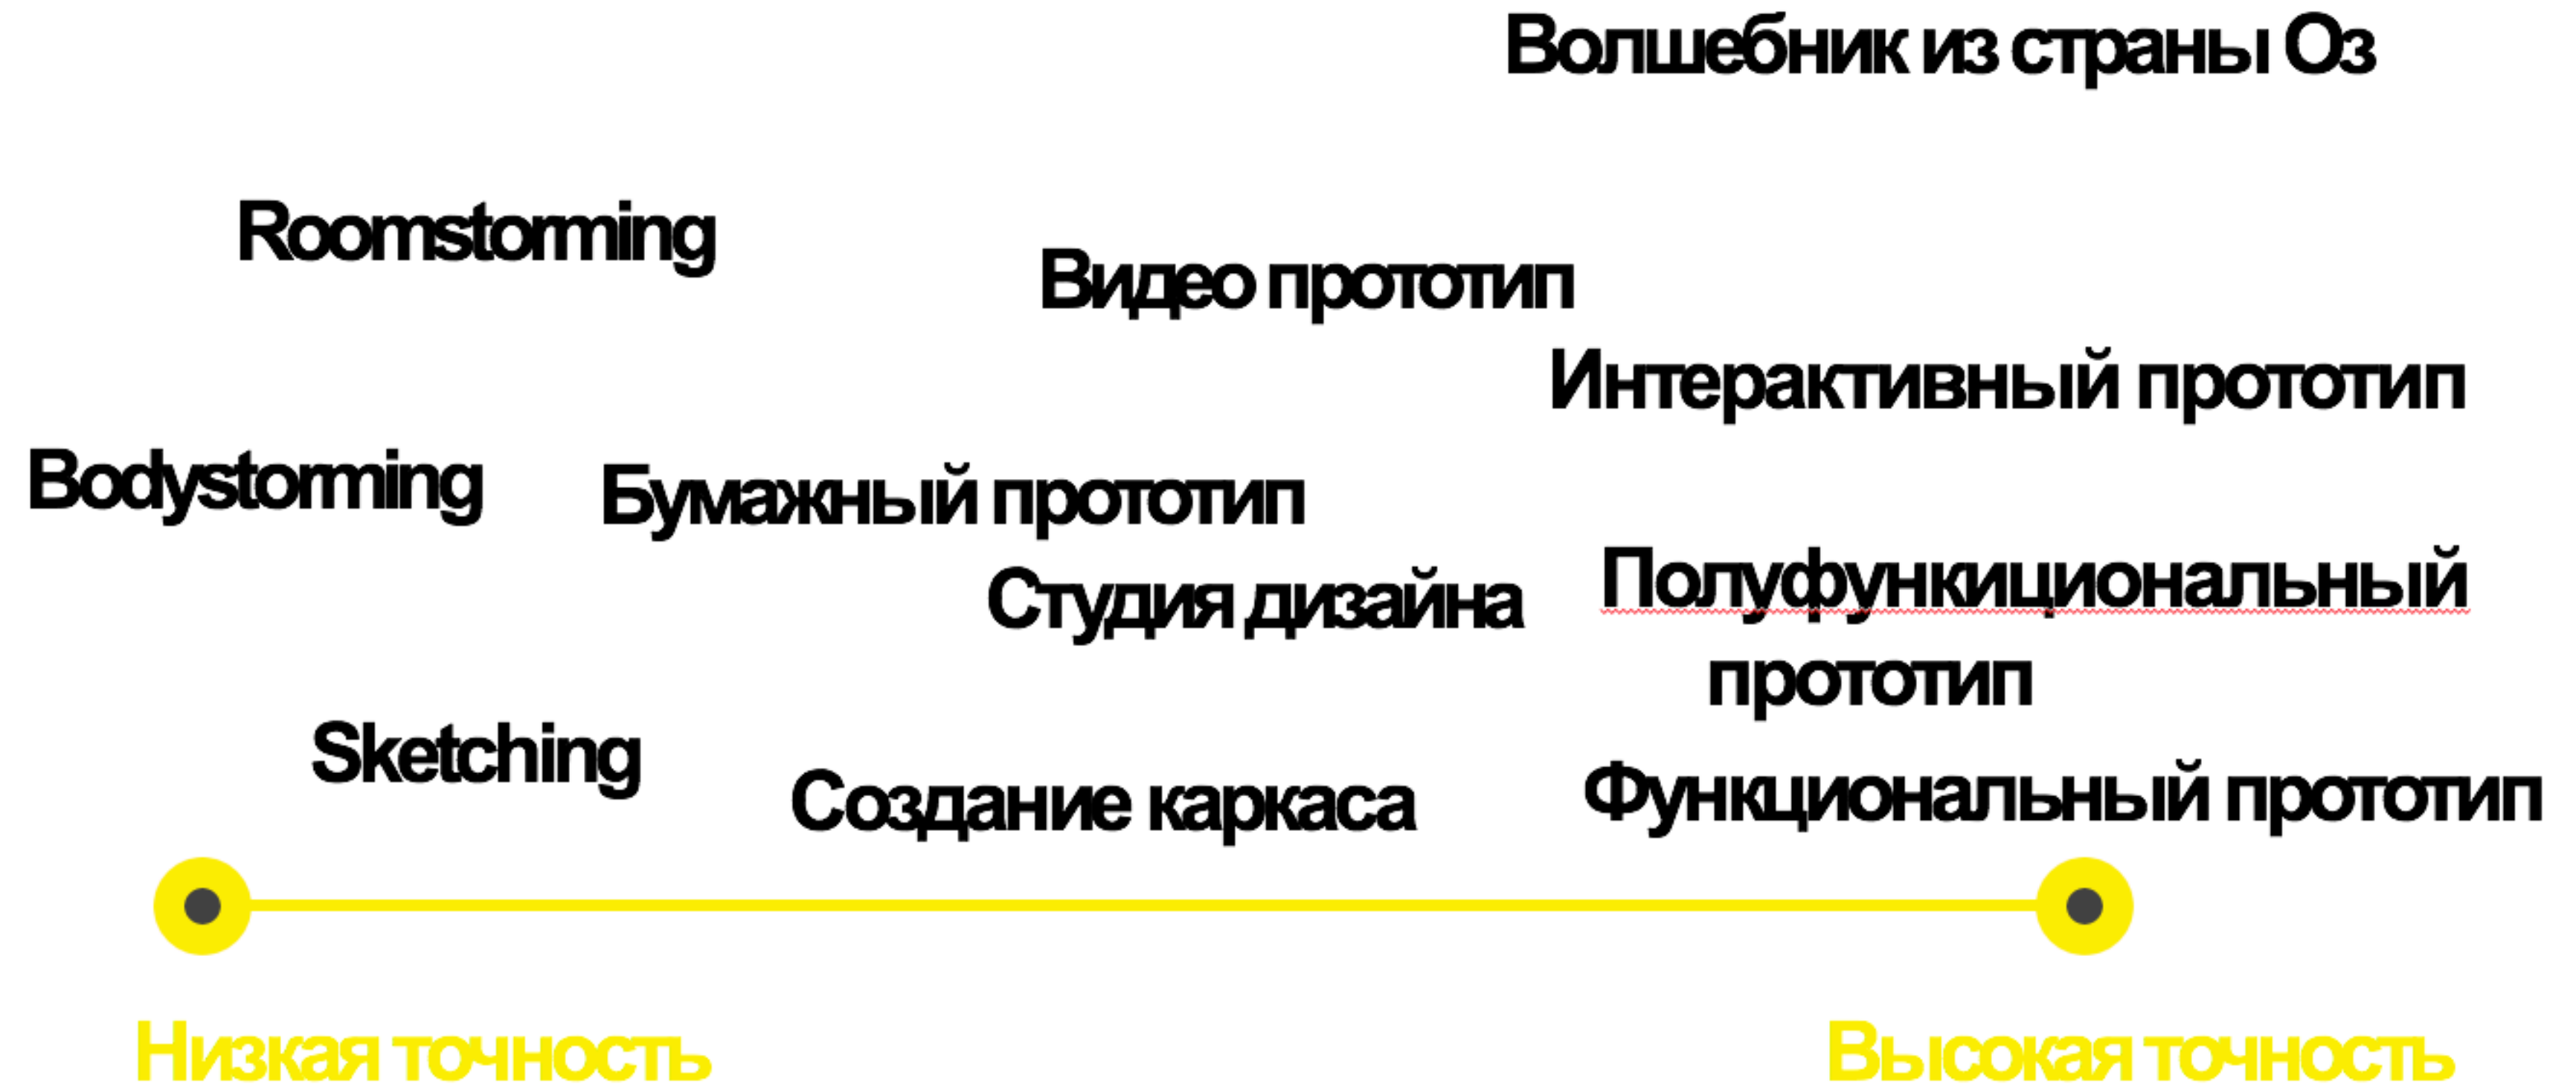 Волшебник из страны Оз
Roomstorming
Видео прототип
Интерактивный прототип
Bodystorming
Бумажный прототип
Полуфункициональный
Студия дизайна
прототип
Sketching
Создание каркаса
Функциональный прототип
Низкая точность
Высокая точность